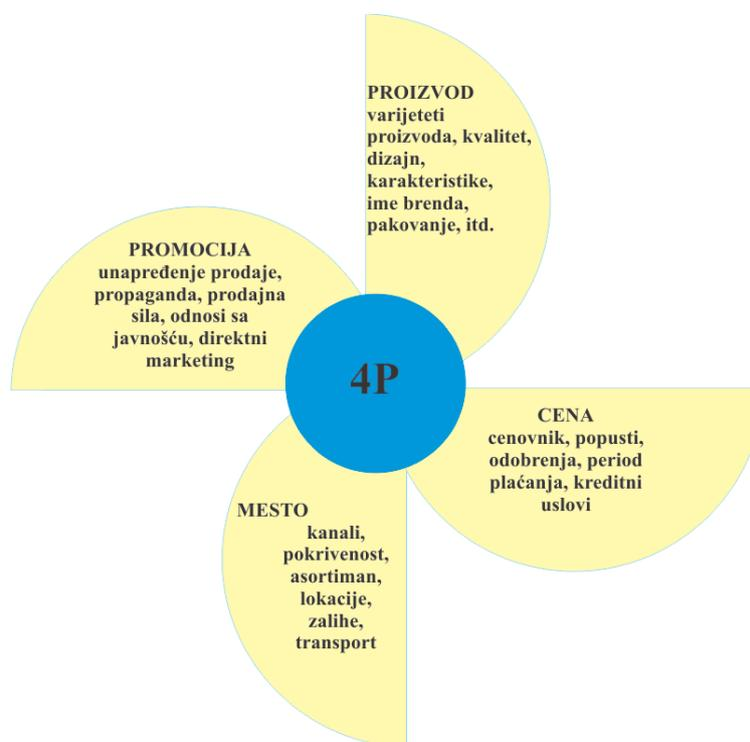 PROIZVOD
varijeteti
proizvoda, kvalitet,
dizajn,
karakteristike,
ime brenda,
pakovanje, itd.
PROMOCIJA
unapređenje prodaje,
propaganda, prodajna
sila, odnosi sa
javnošću, direktni
marketing
4P
CENA
cenovnik, popusti,
odobrenja, period
plaćanja, kreditni
uslovi
MESTO
kanali,
pokrivenost,
asortiman,
lokacije,
zalihe,
transport